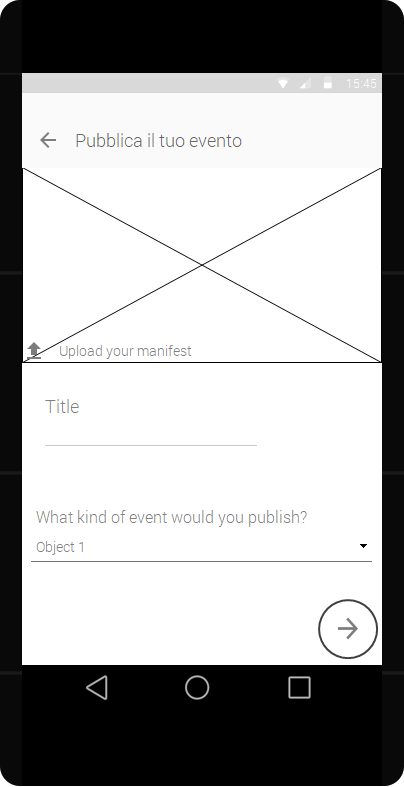 15:45
Pubblica il tuo evento
Upload your manifest
Title
What kind of event would you publish?
Object 1